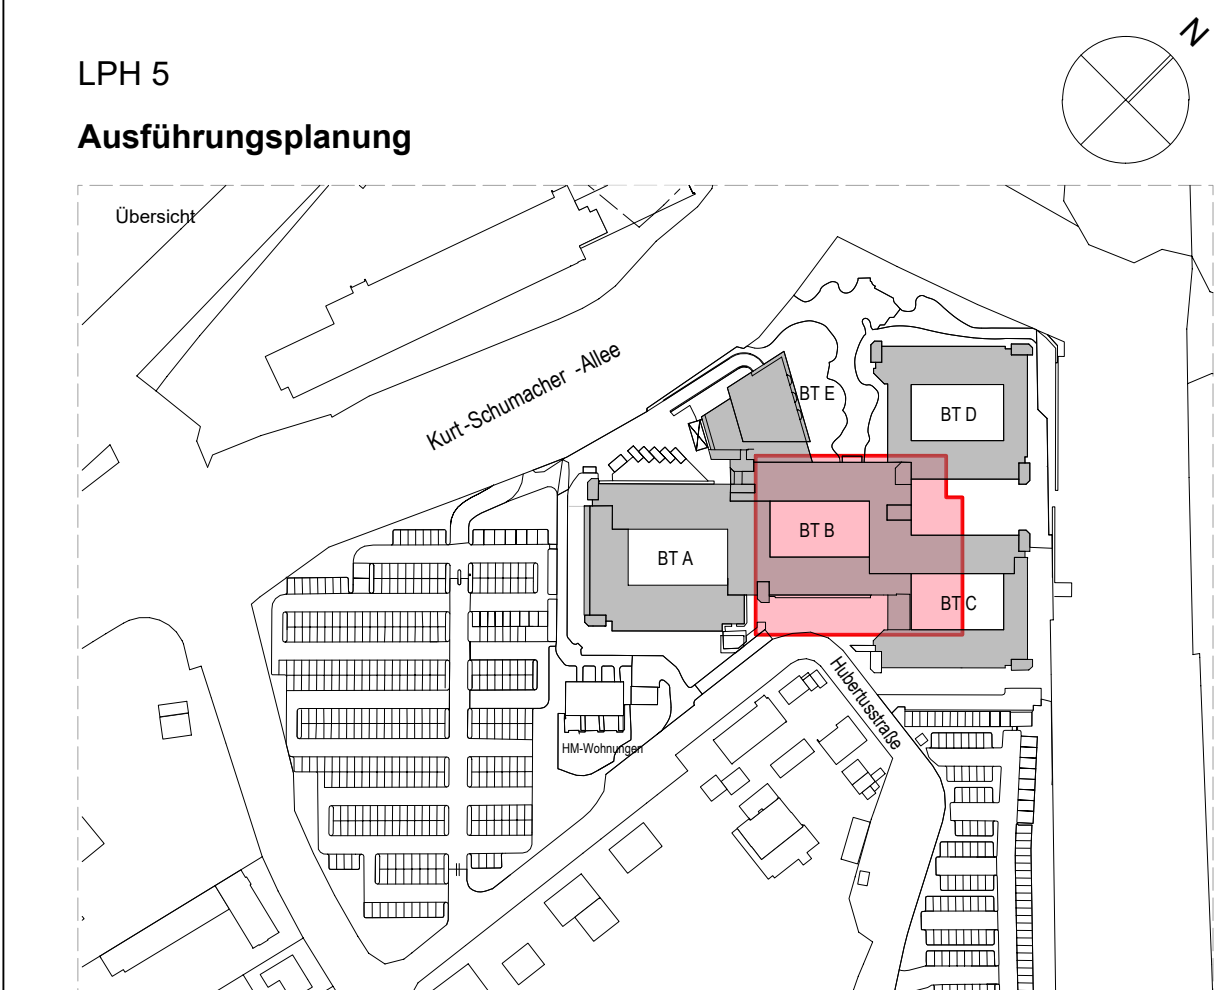 N
LPH 5
Ausführungsplanung
Übersicht
Kurt-Schumacher -Allee
BT E
BT D
BT B
BT A
BT C
Hubertusstraße
HM-Wohnungen